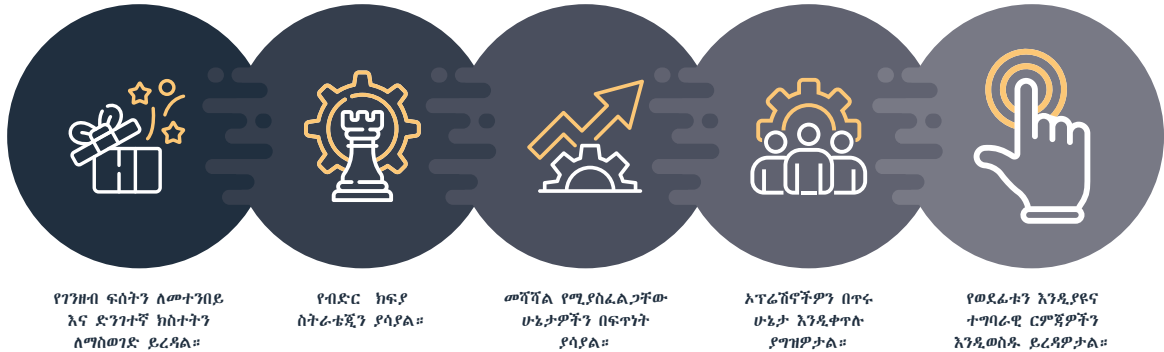 የገንዘብ ፍሰትን ለመተንበይ
እና ድንገተኛ ክስተትን
ለማስወገድ ይረዳል።
የብድር ክፍያ
ስትራቴጂን ያሳያል።
መሻሻል የሚያስፈልጋቸው
ሁኔታዎችን በፍጥነት
ያሳያል።
ኦፕሬሽኖችዎን በጥሩ
ሁኔታ እንዲቀጥሉ
ያግዝዎታል።
የወደፊቱን እንዲያዩና
ተግባራዊ ርምጃዎችን
እንዲወስዱ ይረዳዎታል።